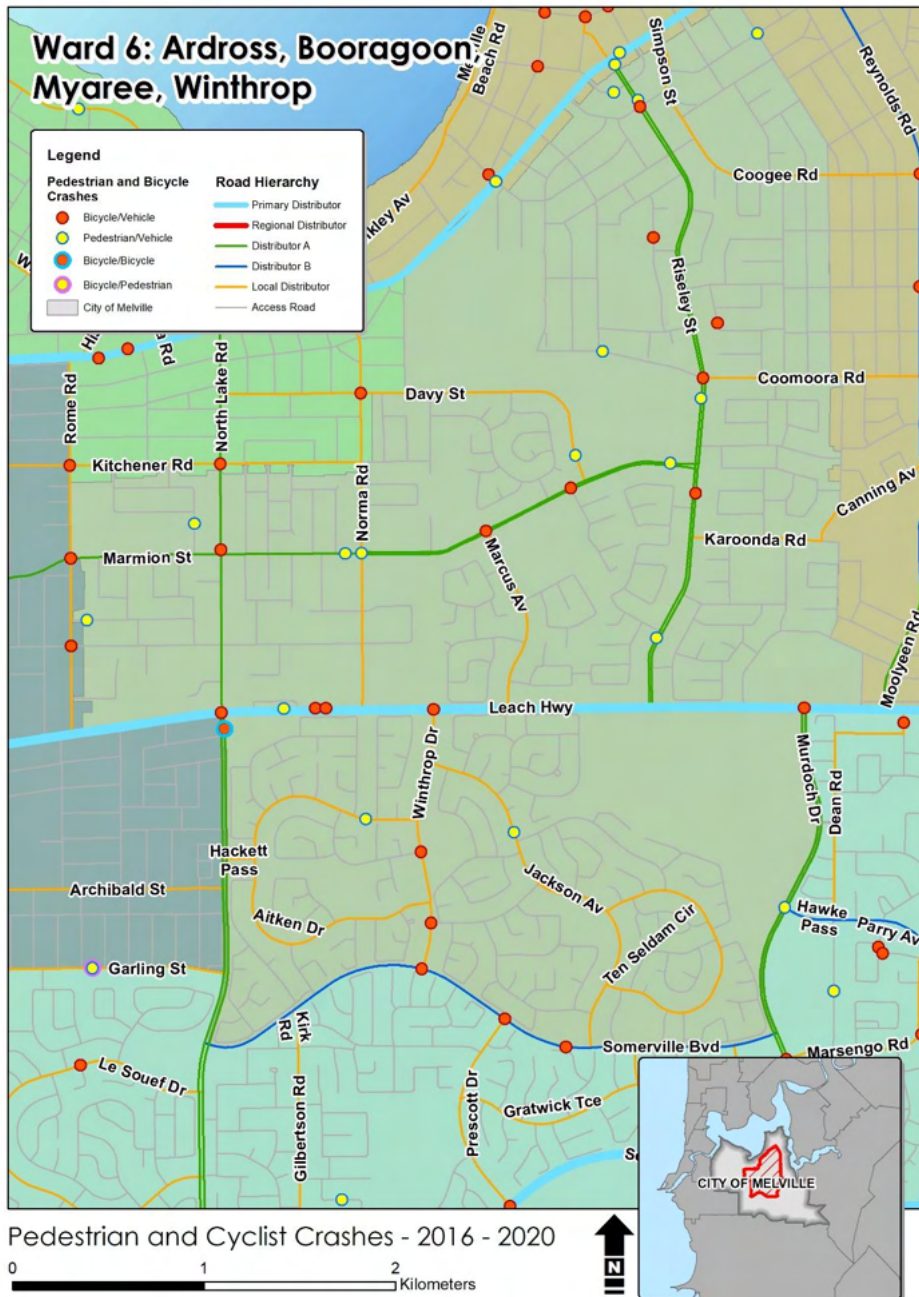 Ward 6: Ardross, Booragoon,
Myaree, Winthrop
Legend
Pedestrian and Bicycle
Crashes
Bicycle/Vehicle
Pedestrian/Vehicle
Bicycle/Bicycle
Bicycle/Pedestrian
City of Melville
Road Hierarchy
Primary Distributor
Regional Distributor
Distributor A
Distributor B
Local Distributor
Access Road
Beach Rd
Simpson St
Reynolds Rd
Coogee Rd
Riseley St
Rome Rd
North Lake Rd
Davy St
Coomoora Rd
Kitchener Rd
Norma Rd
Canning Av
Marmion St
Marcus Av
Karoonda Rd
Moolyeen Rd
Leach Hwy
Winthrop Dr
Murdoch Dr
Dean Rd
Hackett
Pass
Jackson Av
Archibald St
Aitken Dr
Ten Seldam Cir
Hawke
Pass
Parry Av
Garling St
Kirk
Rd
Somerville Bvd
Marsengo Rd
Le Souef Dr
Gilbertson Rd
Prescott Dr
Gratwick Tce
CITY OF MELVILLE
Pedestrian and Cyclist Crashes - 2016 - 2020
0 1 2
Kilometers
N